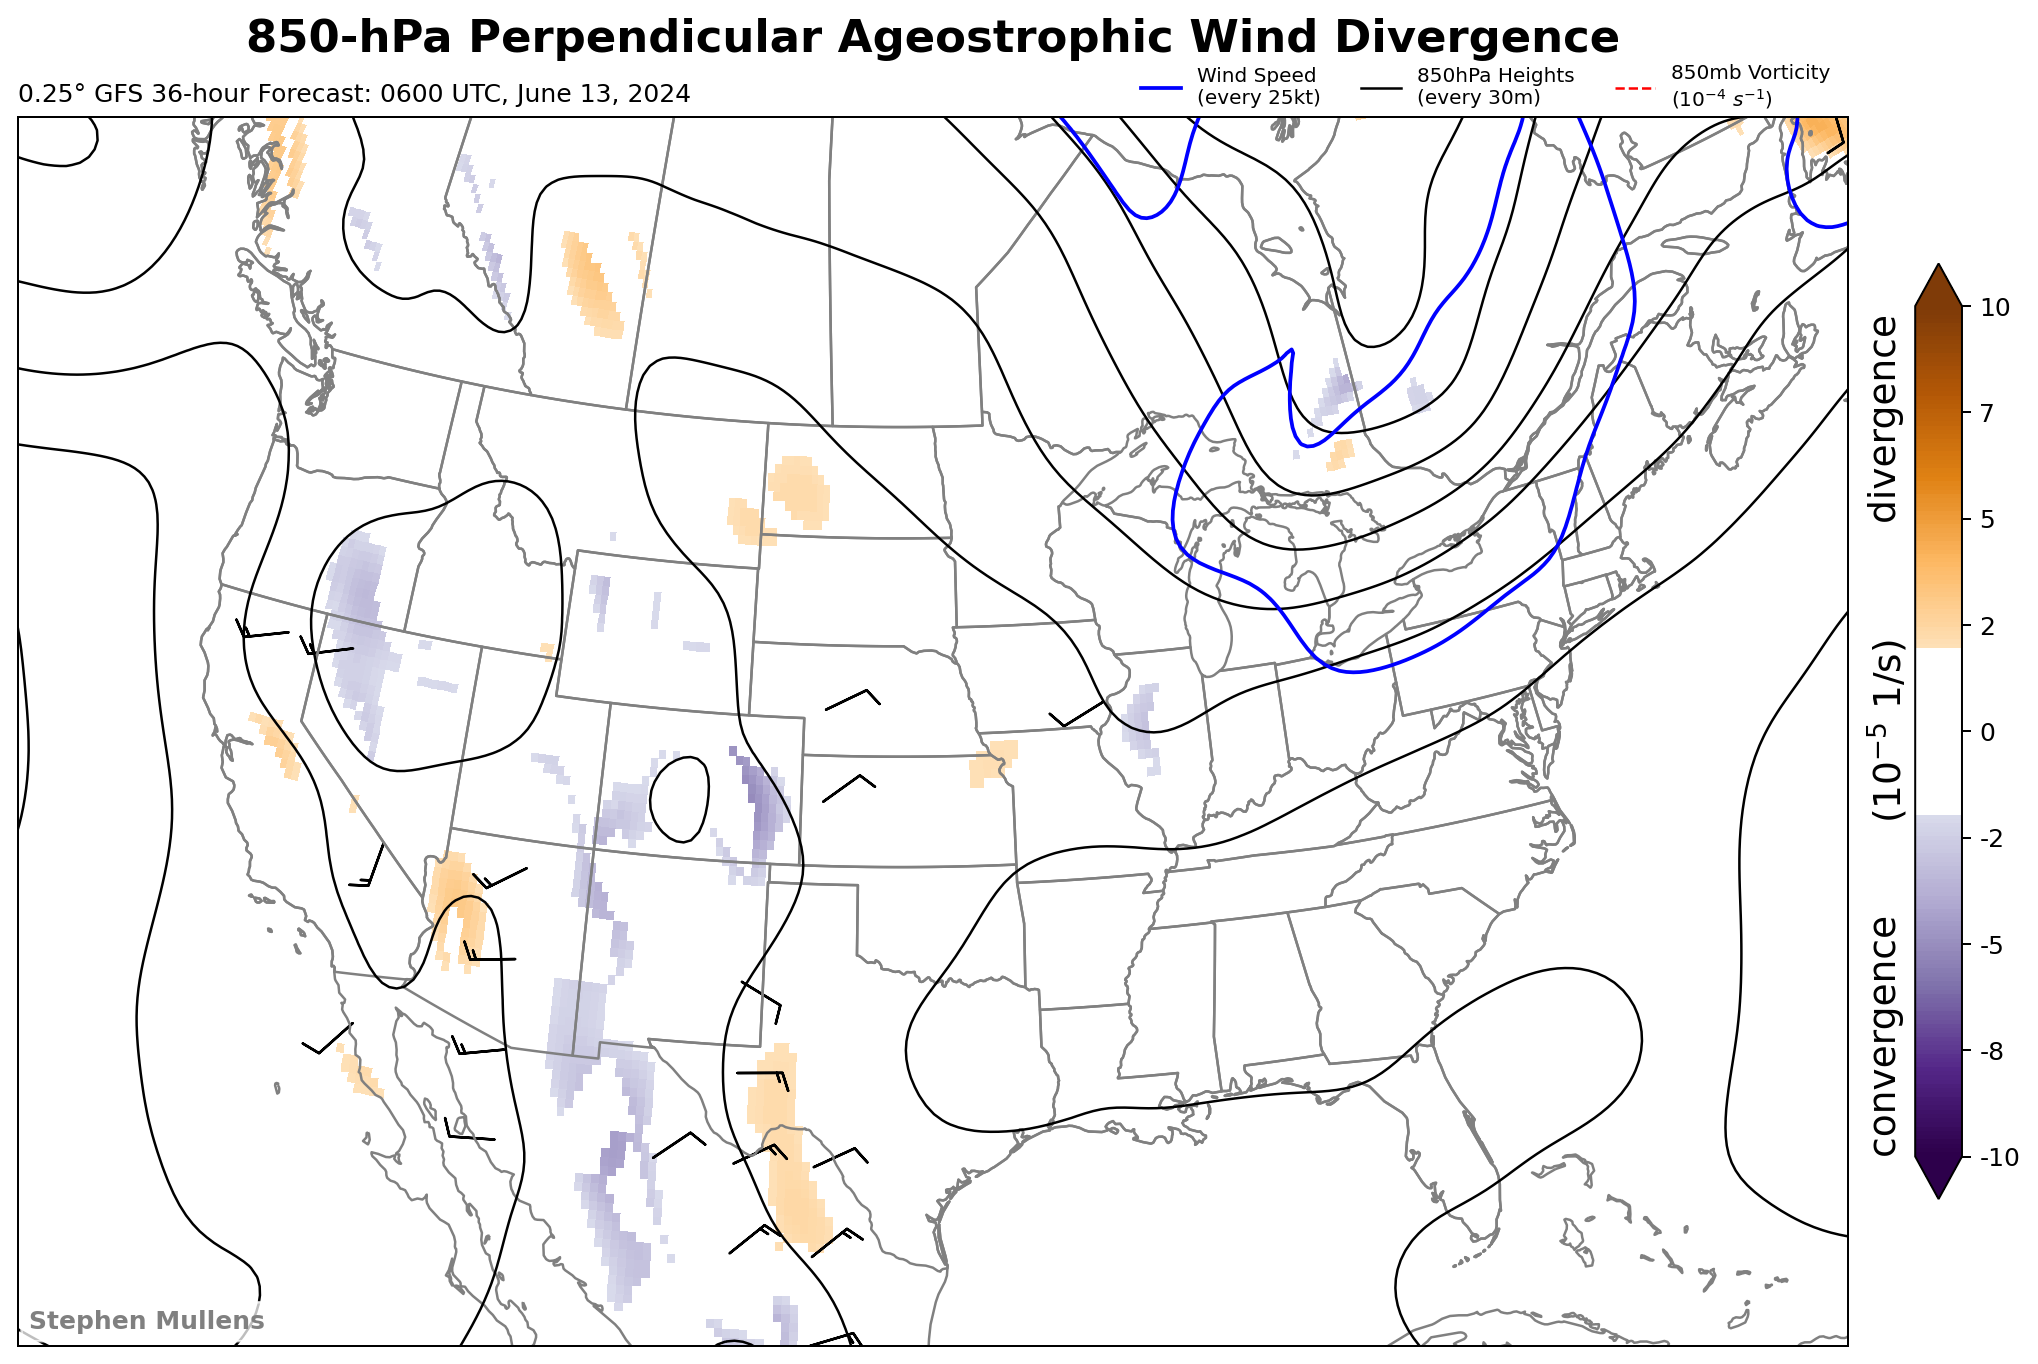 850-hPa Perpendicular Ageostrophic Wind Divergence
0.25° GFS 36-hour Forecast: 0600 UTC, June 13, 2024
Wind Speed
(every 25kt)
850hPa Heights
(every 30m)
850mb Vorticity
(10⁻⁴ s⁻¹)
10
7
5
2
0
-2
-5
-8
-10
convergence (10⁻⁵ 1/s) divergence
Stephen Mullens